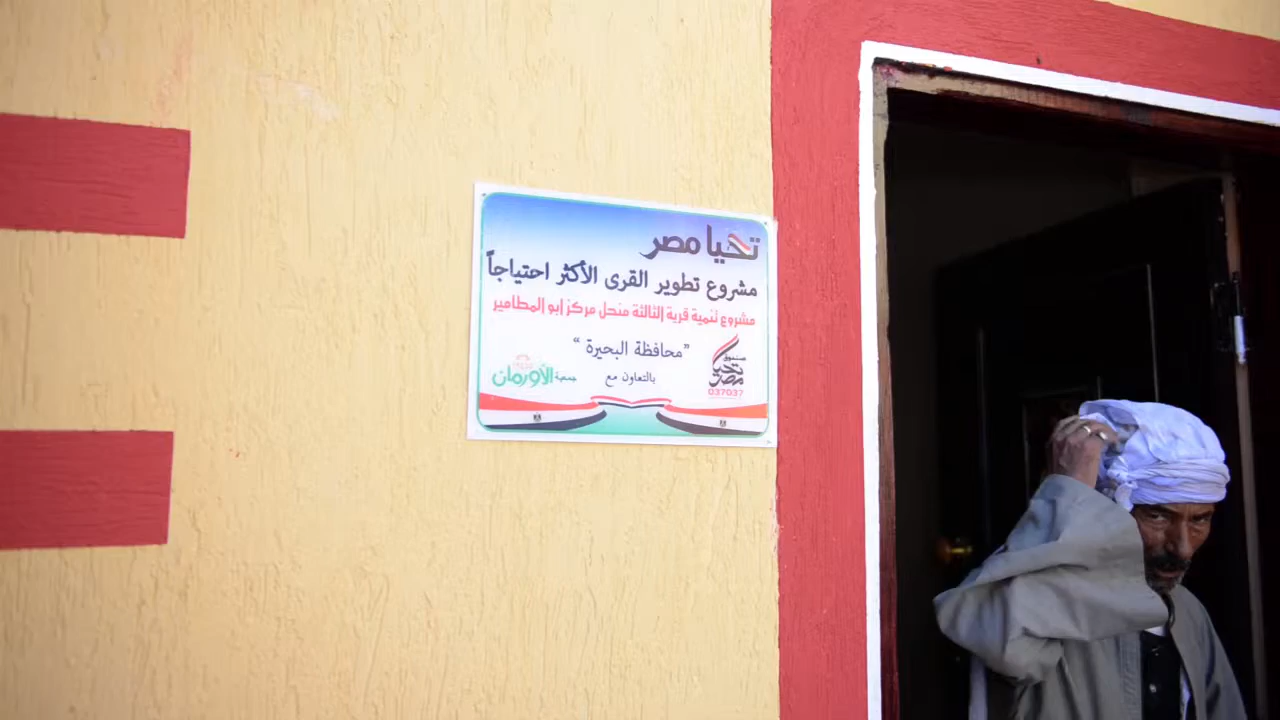 تحيا مصر
مشروع تطوير القرى الأكثر احتياجاً
مشروع تنمية قرية الثالثة منحل مركز ابو المطامير
"محافظة البحيرة"
بالتعاون مع
صندوق
تحيا
مصر
037037
جمعية الأورمان